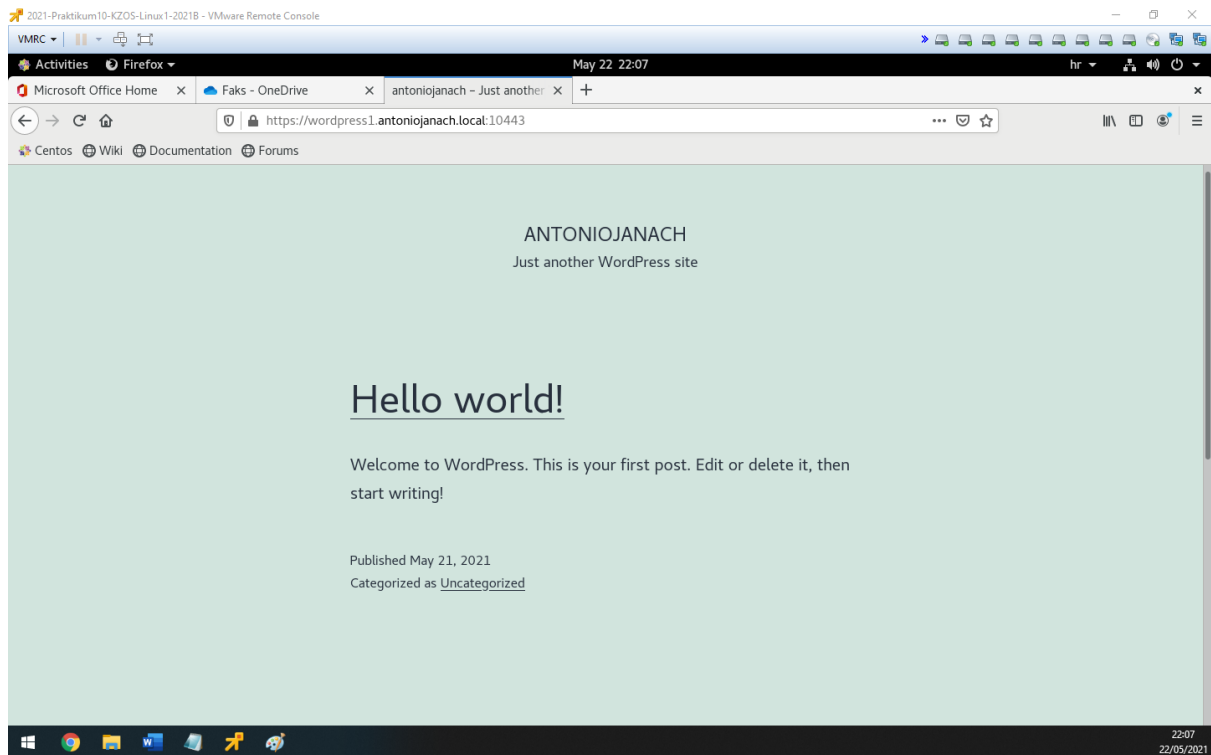 2021-Praktikum10-KZOS-Linux1-2021B - VMware Remote Console
VMRC
Activities Firefox May 22 22:07 hr
Microsoft Office Home Faks - OneDrive antoniojanach – Just another
https://wordpress1.antoniojanach.local:10443
Centos Wiki Documentation Forums
ANTONIOJANACH
Just another WordPress site
Hello world!
Welcome to WordPress. This is your first post. Edit or delete it, then
start writing!
Published May 21, 2021
Categorized as Uncategorized
22:07
22/05/2021